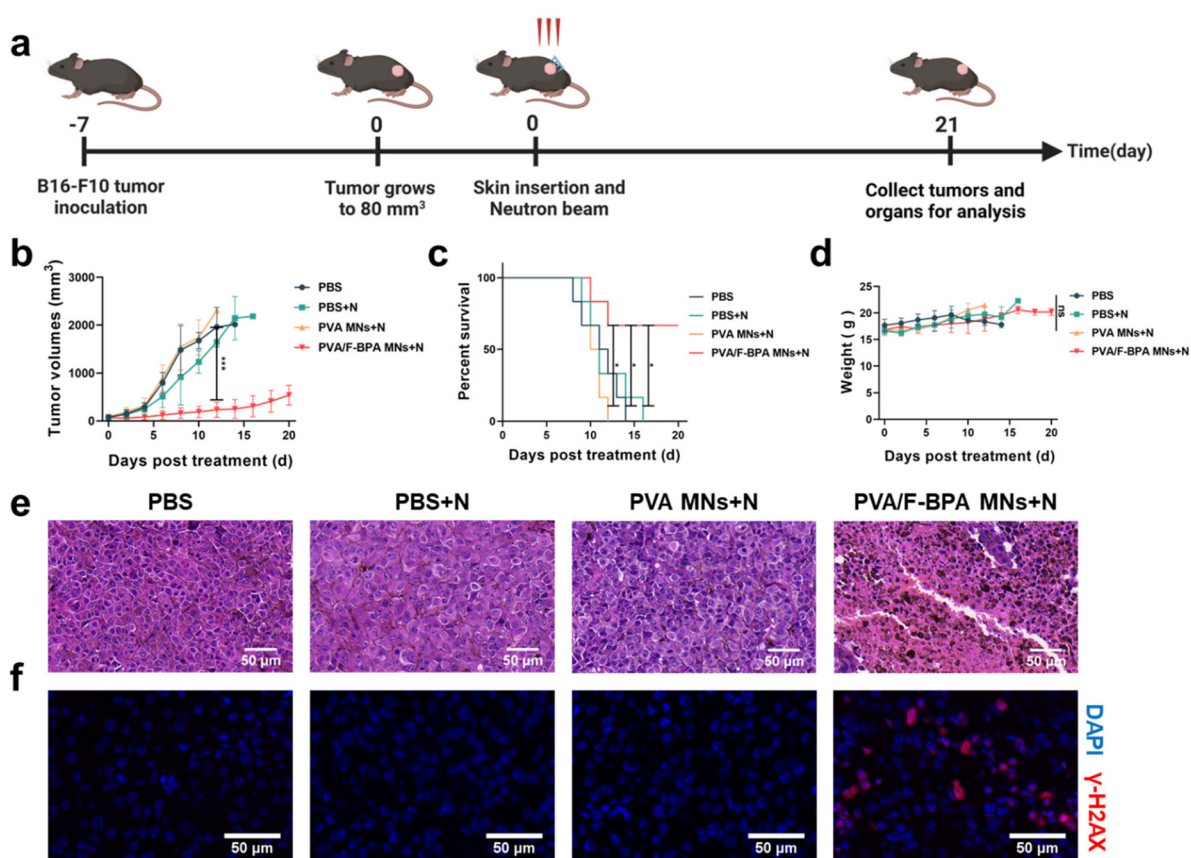 a
-7
0
0
21
Time(day)
B16-F10 tumor
inoculation
Tumor grows
to 80 mm³
Skin insertion and
Neutron beam
Collect tumors and
organs for analysis
b
Tumor volumes (mm³)
3000
2000
1000
0
0
5
10
15
20
Days post treatment (d)
***
PBS
PBS+N
PVA MNs+N
PVA/F-BPA MNs+N
c
Percent survival
100
50
0
0
5
10
15
20
Days post treatment (d)
*
*
*
PBS
PBS+N
PVA MNs+N
PVA/F-BPA MNs+N
d
Weight ( g )
25
20
15
10
5
0
0
5
10
15
20
Days post treatment (d)
PBS
PBS+N
PVA MNs+N
PVA/F-BPA MNs+N
ns
e
PBS
PBS+N
PVA MNs+N
PVA/F-BPA MNs+N
50 μm
50 μm
50 μm
50 μm
f
50 μm
50 μm
50 μm
50 μm
DAPI
γ-H2AX